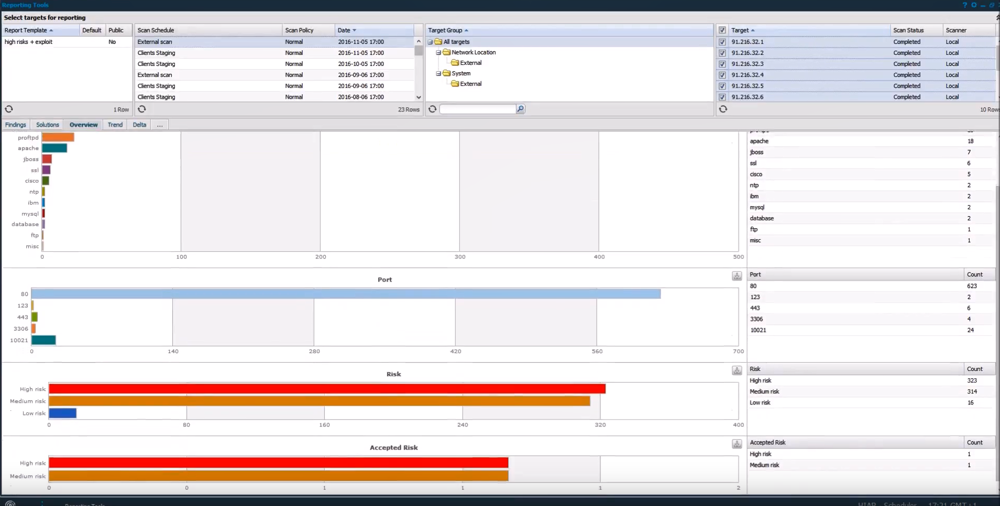 Reporting Tools
Select targets for reporting
Report Template Default Public
high risks + exploit No
1 Row
Scan Schedule Scan Policy Date
External scan Normal 2016-11-05 17:00
Clients Staging Normal 2016-11-05 17:00
Clients Staging Normal 2016-10-05 17:00
External scan Normal 2016-09-06 17:00
Clients Staging Normal 2016-09-06 17:00
Clients Staging Normal 2016-08-06 17:00
23 Rows
Target Group
All targets
Network Location
External
System
External
Target Scan Status Scanner
91.216.32.1 Completed Local
91.216.32.2 Completed Local
91.216.32.3 Completed Local
91.216.32.4 Completed Local
91.216.32.5 Completed Local
91.216.32.6 Completed Local
10 Rows
Findings Solutions Overview Trend Delta ...
proftpd
apache
jboss
ssl
cisco
ntp
ibm
mysql
database
ftp
misc
0 100 200 300 400 500
apache 18
jboss 7
ssl 6
cisco 5
ntp 2
ibm 2
mysql 2
database 2
ftp 1
misc 1
Port
80
123
443
3306
10021
0 140 280 420 560 700
Port Count
80 623
123 2
443 6
3306 4
10021 24
Risk
High risk
Medium risk
Low risk
0 80 160 240 320 400
Risk Count
High risk 323
Medium risk 314
Low risk 16
Accepted Risk
High risk
Medium risk
0 0 1 1 1 2
Accepted Risk Count
High risk 1
Medium risk 1
Reporting Tools
HIAB Scheduler 17:21 GMT+1